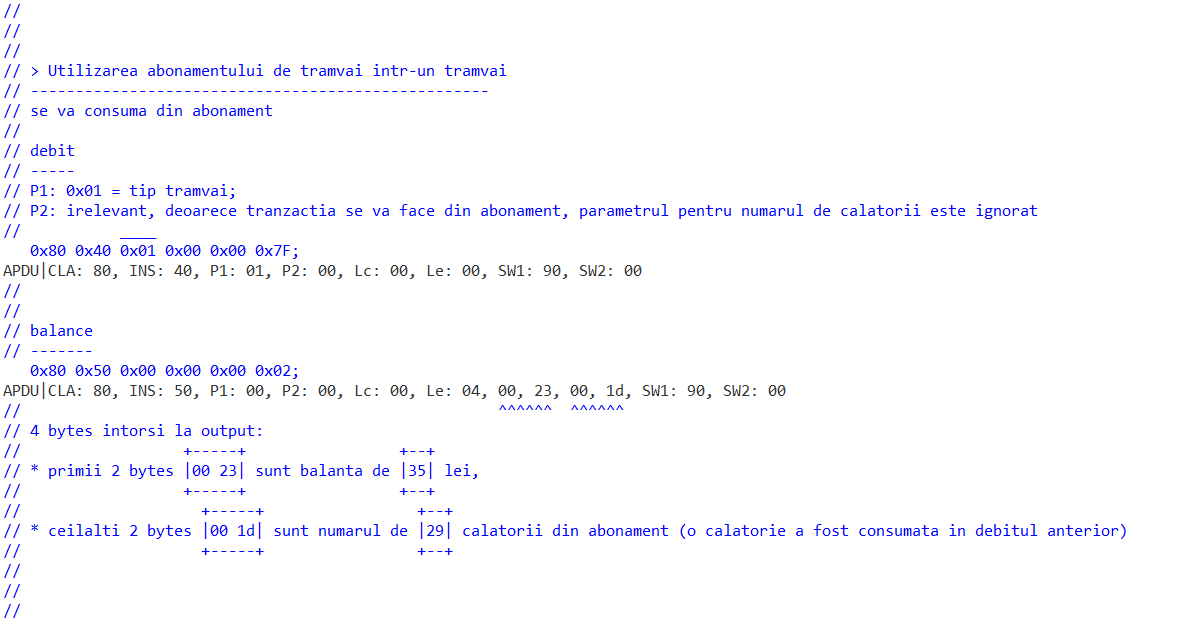 //
//
//
// > Utilizarea abonamentului de tramvai intr-un tramvai
// ---------------------------------------------------
// se va consuma din abonament
//
// debit
// -----
// P1: 0x01 = tip tramvai;
// P2: irelevant, deoarece tranzactia se va face din abonament, parametrul pentru numarul de calatorii este ignorat
//           ____
   0x80 0x40 0x01 0x00 0x00 0x7F;
APDU|CLA: 80, INS: 40, P1: 01, P2: 00, Lc: 00, Le: 00, SW1: 90, SW2: 00
//
//
// balance
// -------
   0x80 0x50 0x00 0x00 0x00 0x02;
APDU|CLA: 80, INS: 50, P1: 00, P2: 00, Lc: 00, Le: 04, 00, 23, 00, 1d, SW1: 90, SW2: 00
//                                                     ^^^^^^  ^^^^^^
// 4 bytes intorsi la output:
//                  +-----+                 +--+
// * primii 2 bytes |00 23| sunt balanta de |35| lei,
//                  +-----+                 +--+
//                    +-----+                 +--+
// * ceilalti 2 bytes |00 1d| sunt numarul de |29| calatorii din abonament (o calatorie a fost consumata in debitul anterior)
//                    +-----+                 +--+
//
//
//